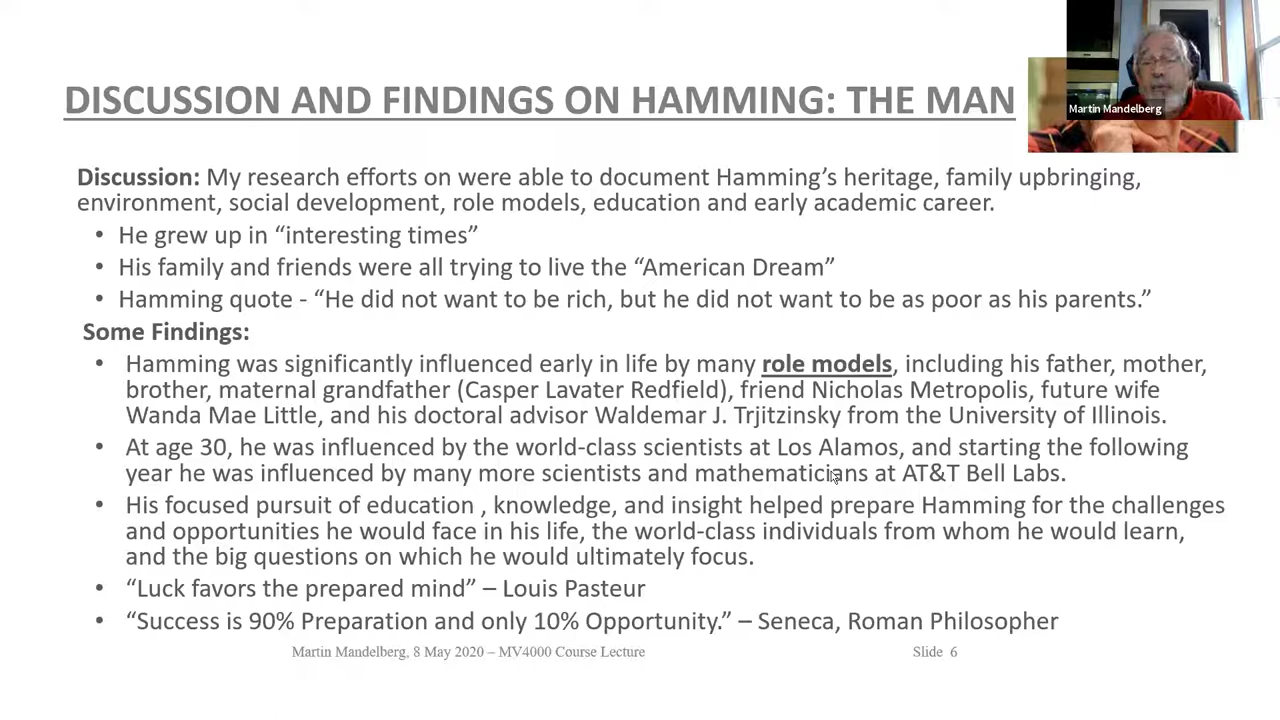 DISCUSSION AND FINDINGS ON HAMMING: THE MAN
Martin Mandelberg
Discussion: My research efforts on were able to document Hamming’s heritage, family upbringing,
environment, social development, role models, education and early academic career.
• He grew up in “interesting times”
• His family and friends were all trying to live the “American Dream”
• Hamming quote - “He did not want to be rich, but he did not want to be as poor as his parents.”
Some Findings:
• Hamming was significantly influenced early in life by many role models, including his father, mother,
brother, maternal grandfather (Casper Lavater Redfield), friend Nicholas Metropolis, future wife
Wanda Mae Little, and his doctoral advisor Waldemar J. Trjitzinsky from the University of Illinois.
• At age 30, he was influenced by the world-class scientists at Los Alamos, and starting the following
year he was influenced by many more scientists and mathematicians at AT&T Bell Labs.
• His focused pursuit of education , knowledge, and insight helped prepare Hamming for the challenges
and opportunities he would face in his life, the world-class individuals from whom he would learn,
and the big questions on which he would ultimately focus.
• “Luck favors the prepared mind” – Louis Pasteur
• “Success is 90% Preparation and only 10% Opportunity.” – Seneca, Roman Philosopher
Martin Mandelberg, 8 May 2020 – MV4000 Course Lecture
Slide 6